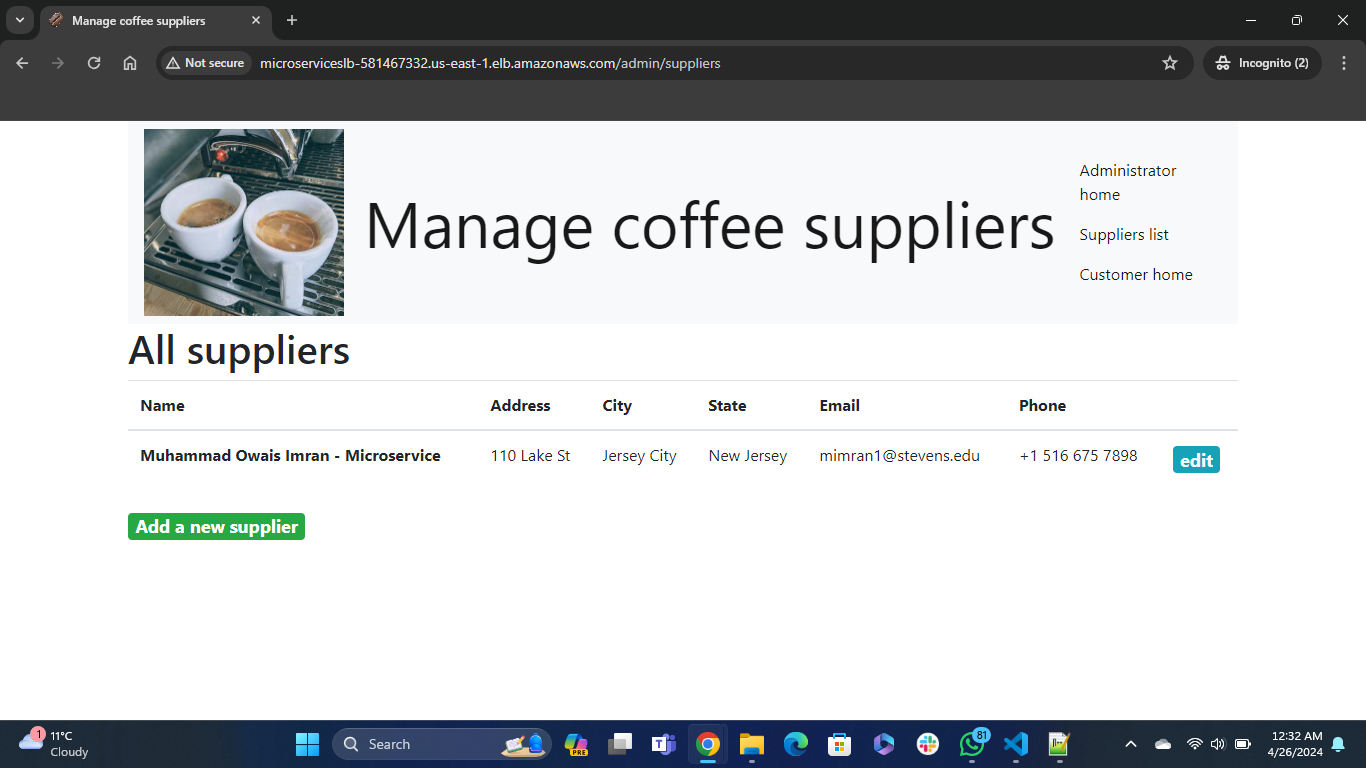 Manage coffee suppliers
Not secure
microserviceslb-581467332.us-east-1.elb.amazonaws.com/admin/suppliers
Incognito (2)
Manage coffee suppliers
Administrator
home
Suppliers list
Customer home
All suppliers
Name Address City State Email Phone
Muhammad Owais Imran - Microservice 110 Lake St Jersey City New Jersey mimran1@stevens.edu +1 516 675 7898 edit
Add a new supplier
1
11°C
Cloudy
Search
PRE
81
12:32 AM
4/26/2024